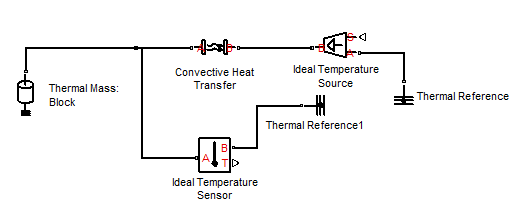 S
A B
B A
Convective Heat
Transfer
Ideal Temperature
Source
Thermal Mass:
Block
Thermal Reference
Thermal Reference1
A B
T
Ideal Temperature
Sensor